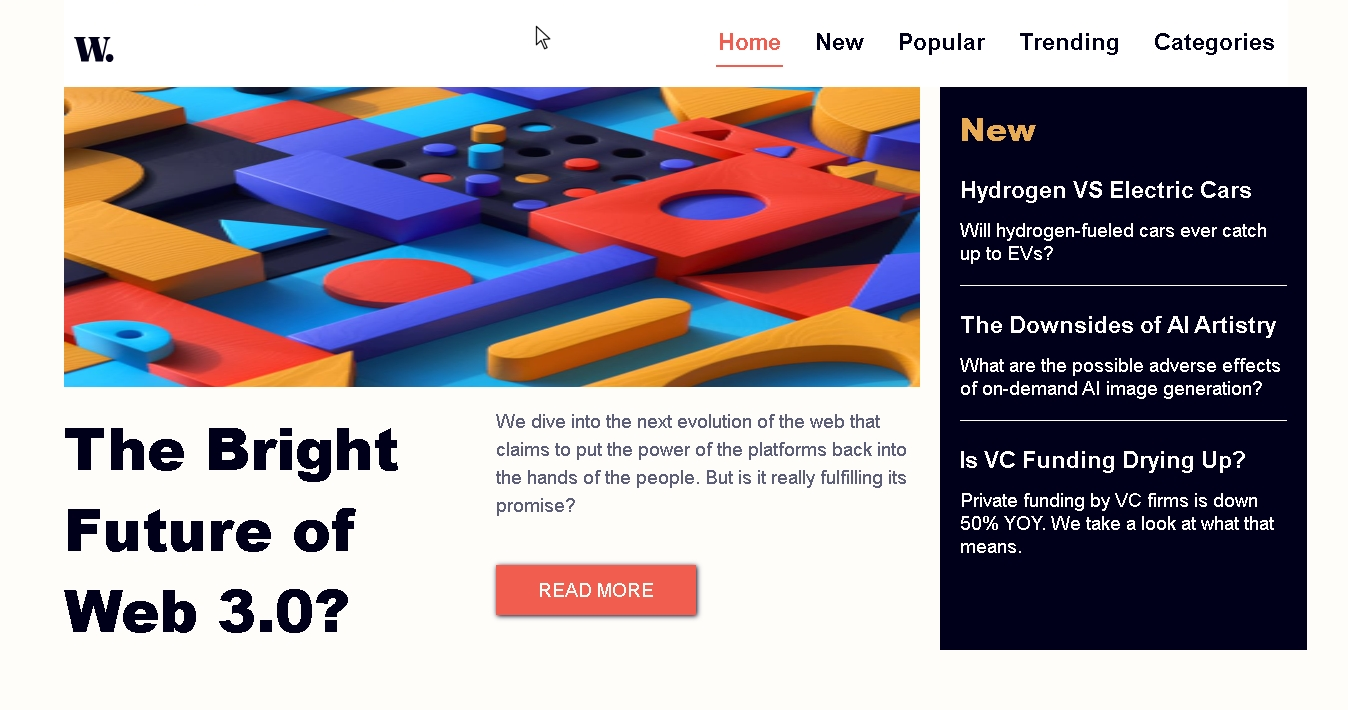 W.
Home New Popular Trending Categories
The Bright
Future of
Web 3.0?
We dive into the next evolution of the web that
claims to put the power of the platforms back into
the hands of the people. But is it really fulfilling its
promise?
READ MORE
New
Hydrogen VS Electric Cars
Will hydrogen-fueled cars ever catch
up to EVs?
The Downsides of AI Artistry
What are the possible adverse effects
of on-demand AI image generation?
Is VC Funding Drying Up?
Private funding by VC firms is down
50% YOY. We take a look at what that
means.